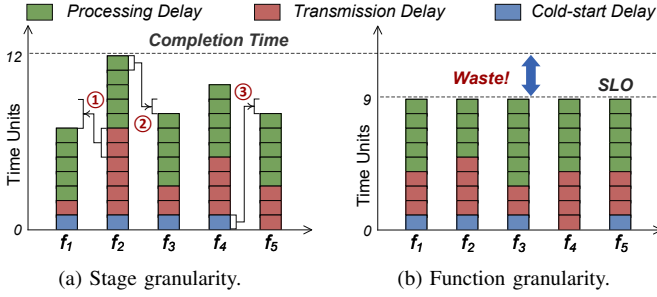 Processing Delay Transmission Delay Cold-start Delay
12
Completion Time
Time Units
①
②
③
0
f1 f2 f3 f4 f5
(a) Stage granularity.
Waste!
SLO
9
Time Units
0
f1 f2 f3 f4 f5
(b) Function granularity.